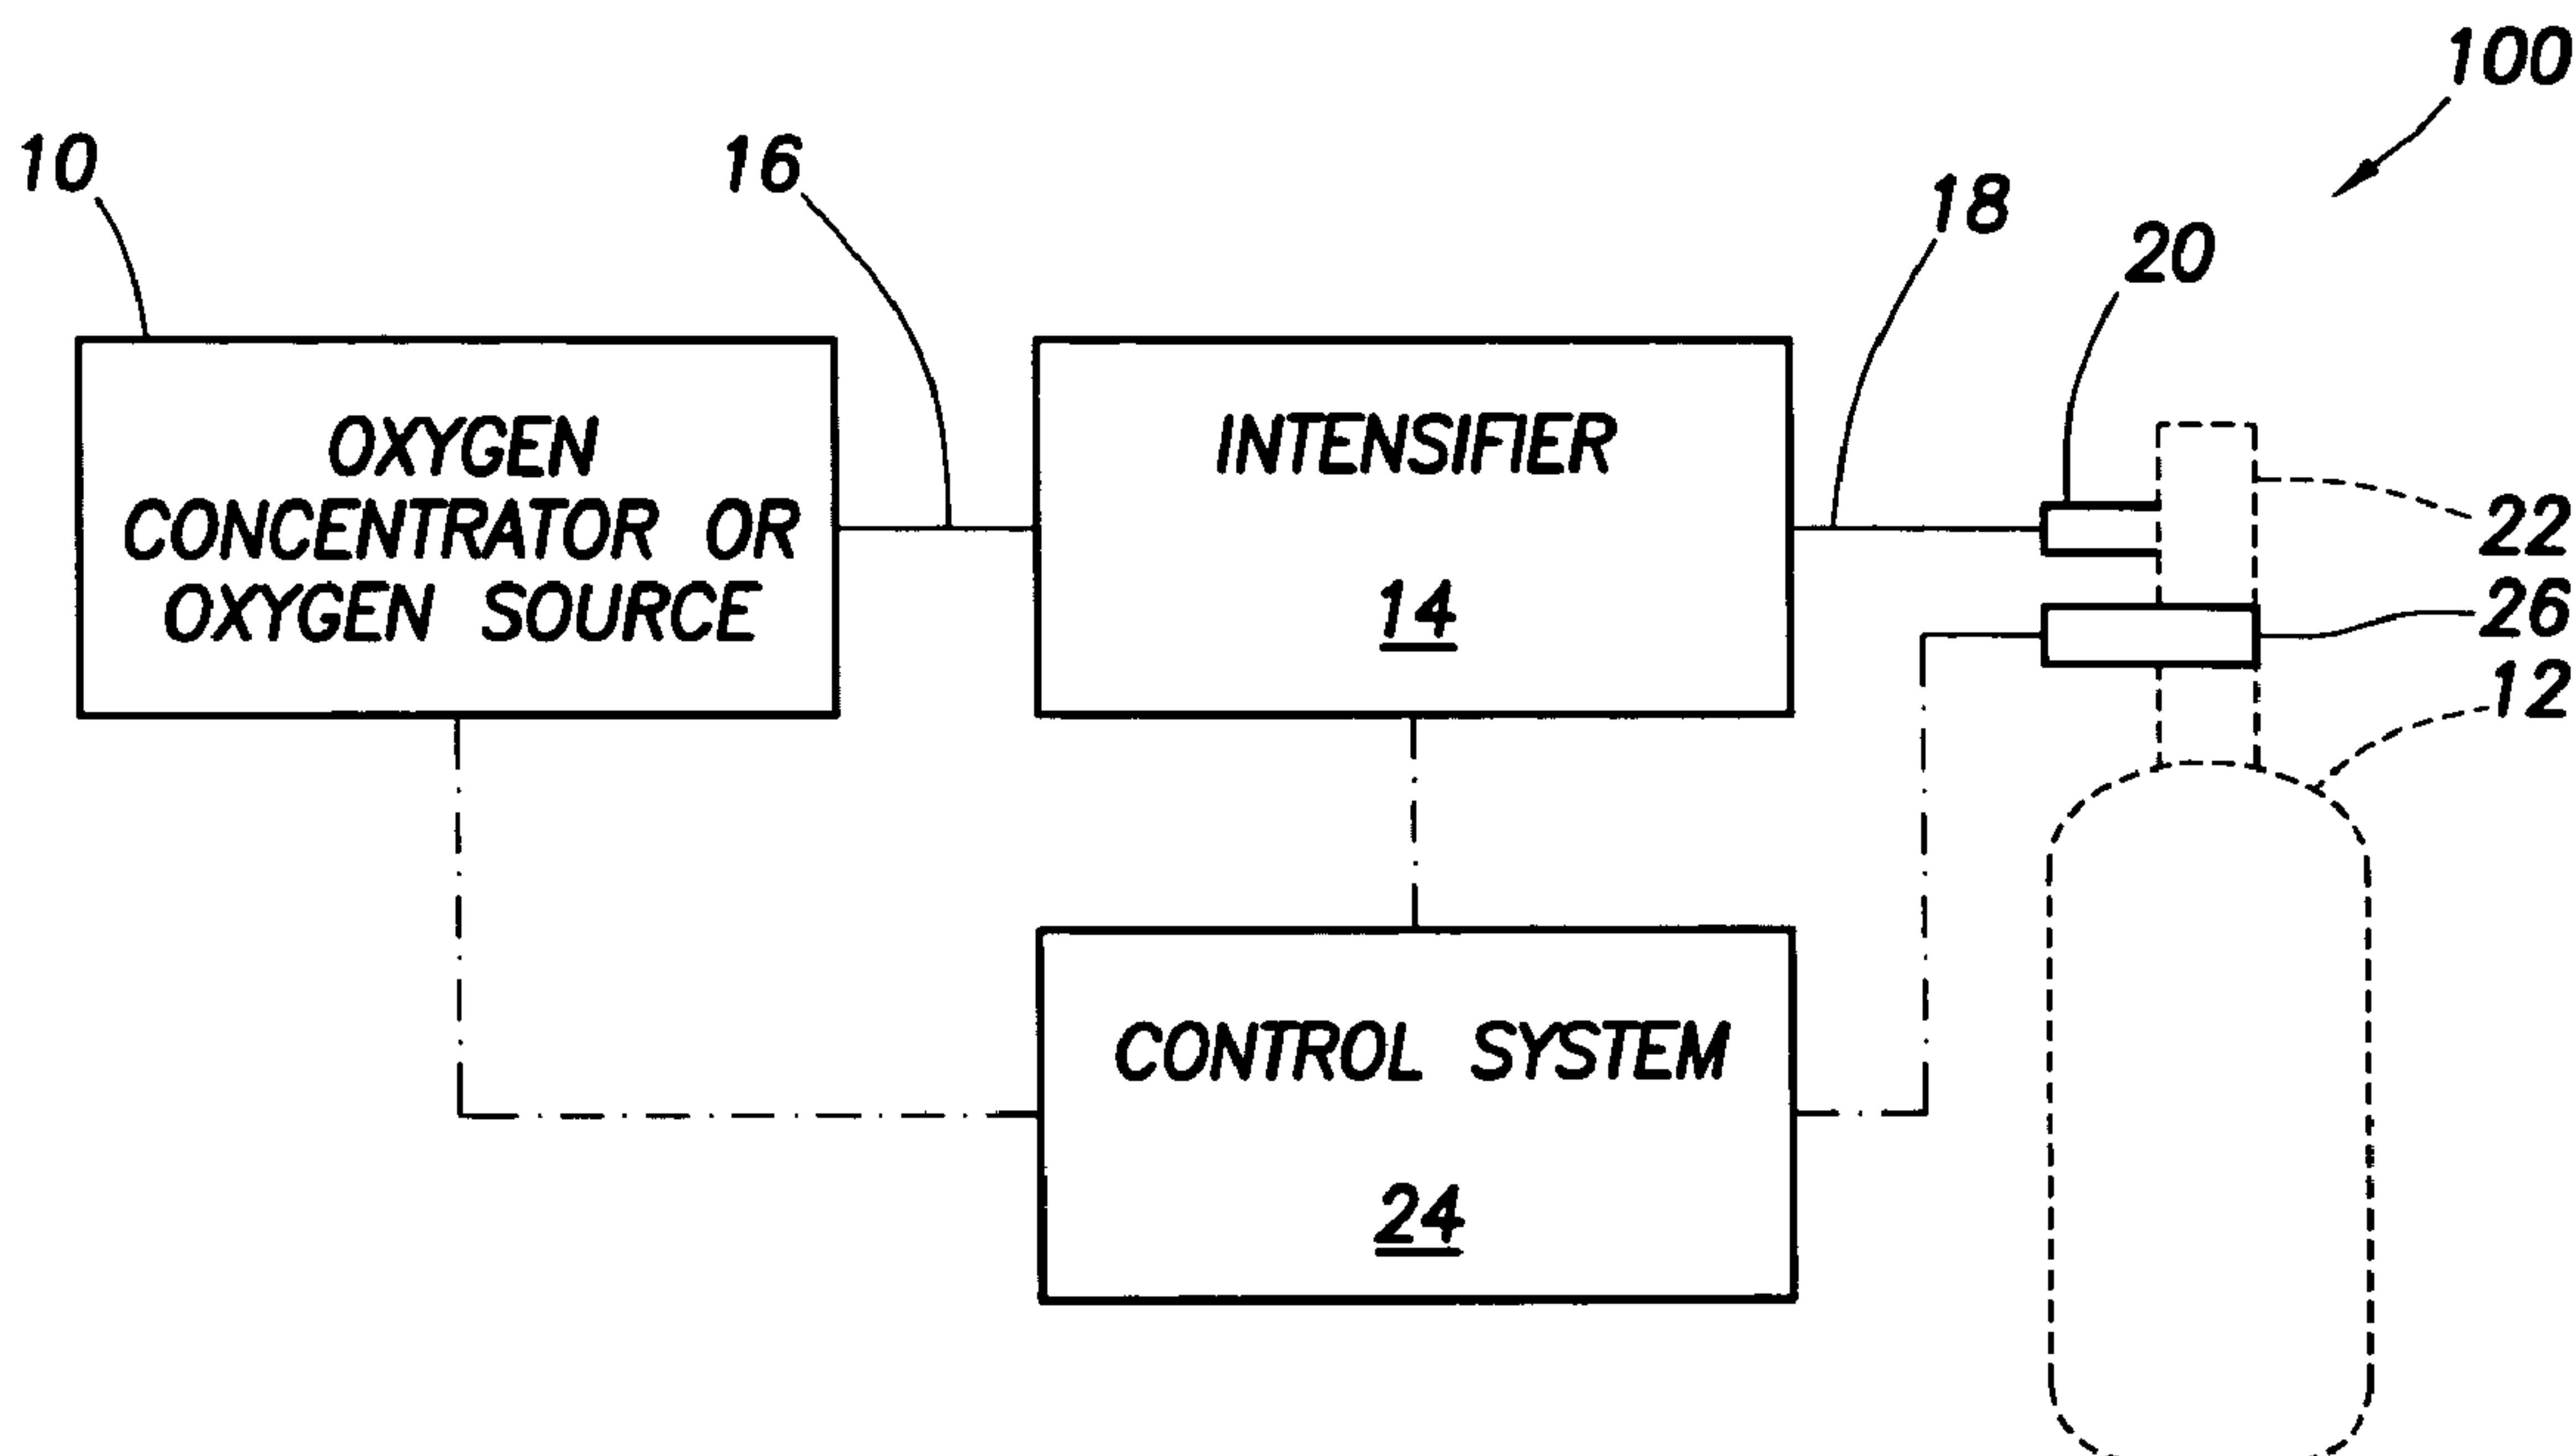 100
10
16
18
20
OXYGEN
CONCENTRATOR OR
OXYGEN SOURCE
INTENSIFIER
14
22
26
12
CONTROL SYSTEM
24